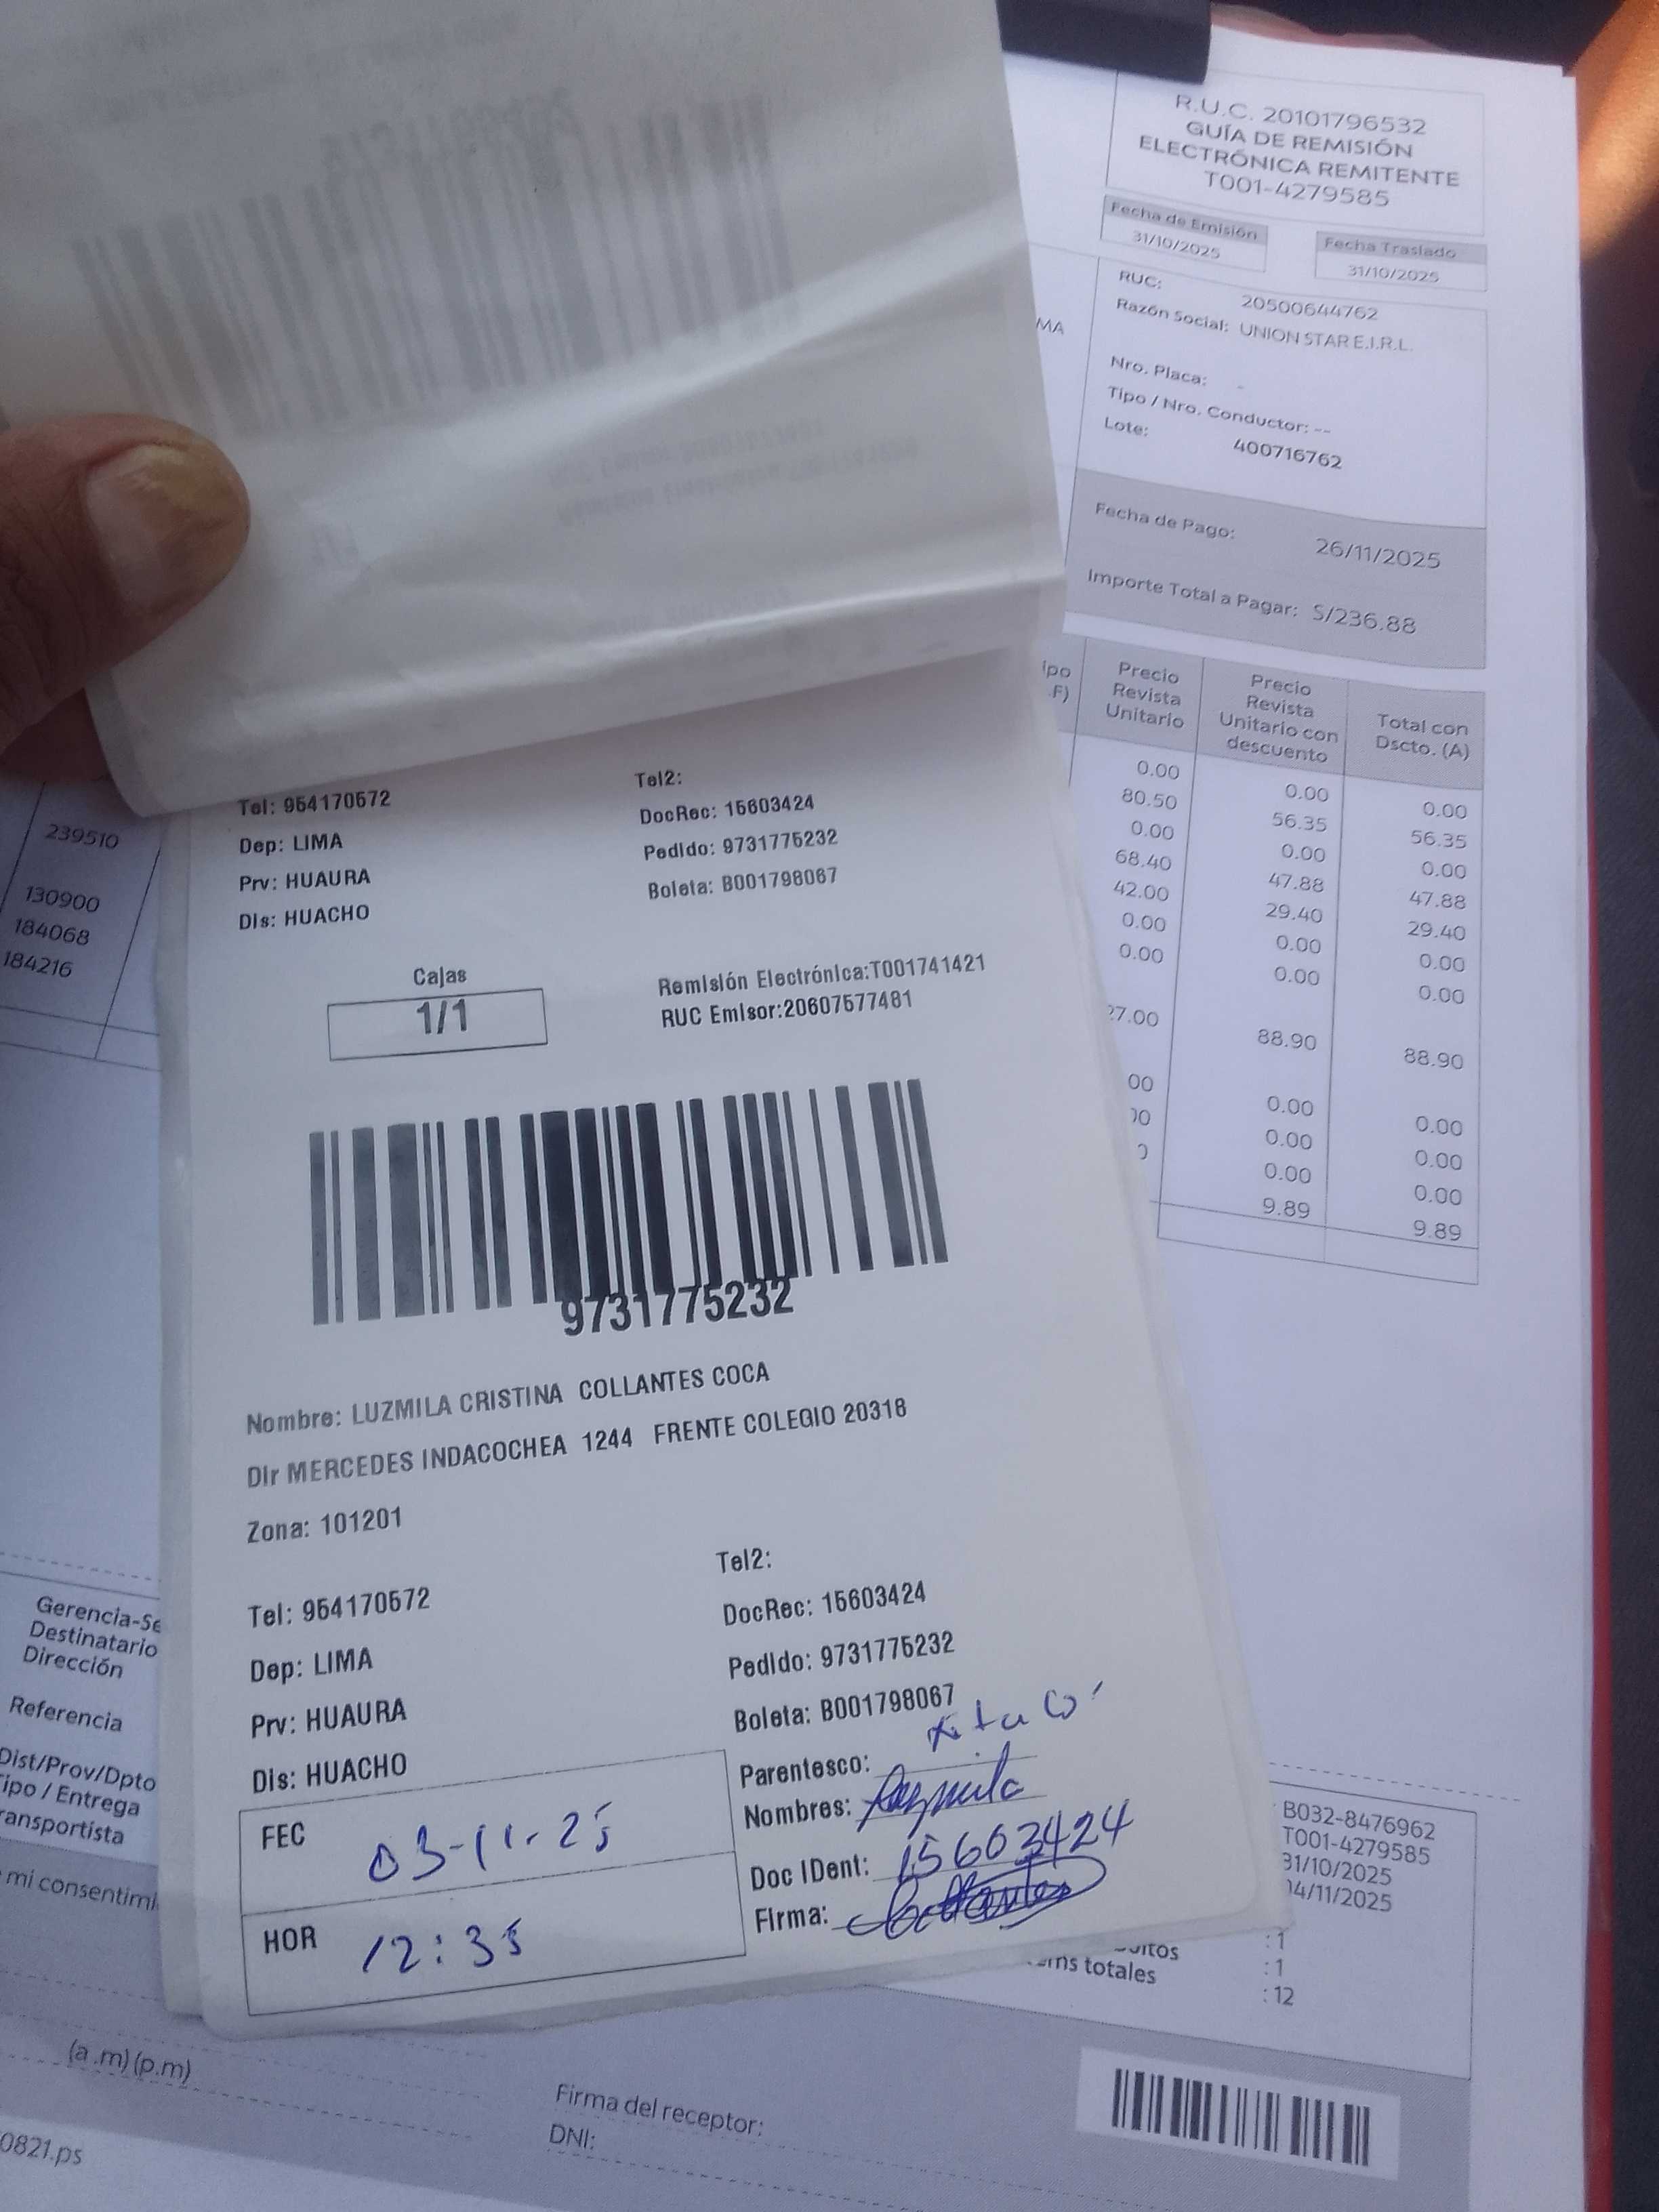 R.U.C. 20101796532
GUÍA DE REMISIÓN
ELECTRÓNICA REMITENTE
T001-4279585
Fecha de Emisión
31/10/2025
Fecha Traslado
31/10/2025
RUC: 20500644762
Razón Social: UNION STAR E.I.R.L.
Nro. Placa: -
Tipo / Nro. Conductor: --
Lote: 400716762
MA
Fecha de Pago: 26/11/2025
Importe Total a Pagar: S/236.88
ipo
F)
Precio Revista Unitario
Precio Revista Unitario con descuento
Total con Dscto. (A)
0.00 0.00 0.00
80.50 56.35 56.35
0.00 0.00 0.00
68.40 47.88 47.88
42.00 29.40 29.40
0.00 0.00 0.00
0.00 0.00 0.00
27.00 88.90 88.90
00 0.00 0.00
00 0.00 0.00
0.00 0.00
9.89 9.89
239510
130900
184068
184216
Tel: 954170572 Tel2:
Dep: LIMA DocRec: 15603424
Prv: HUAURA Pedido: 9731775232
Dis: HUACHO Boleta: B001798067
Cajas
1/1
Remisión Electrónica:T001741421
RUC Emisor:20607577481
9731775232
Nombre: LUZMILA CRISTINA COLLANTES COCA
Dir MERCEDES INDACOCHEA 1244 FRENTE COLEGIO 20318
Zona: 101201
Tel: 954170572 Tel2:
Dep: LIMA DocRec: 15603424
Prv: HUAURA Pedido: 9731775232
Dis: HUACHO Boleta: B001798067
Parentesco:
Nombres:
Doc IDent: 15603424
Firma:
FEC 03-11-25
HOR 12:35
Gerencia-Se
Destinatario
Dirección
Referencia
Dist/Prov/Dpto
ipo / Entrega
ransportista
mi consentimi
B032-8476962
T001-4279585
31/10/2025
04/11/2025
: 1
: 1
ems totales : 12
(a .m) (p.m)
Firma del receptor:
DNI:
0821.ps